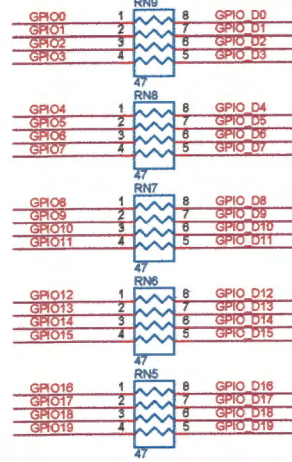 RN9
GPIO0 1 8 GPIO_D0
GPIO1 2 7 GPIO_D1
GPIO2 3 6 GPIO_D2
GPIO3 4 5 GPIO_D3
47
RN8
GPIO4 1 8 GPIO_D4
GPIO5 2 7 GPIO_D5
GPIO6 3 6 GPIO_D6
GPIO7 4 5 GPIO_D7
47
RN7
GPIO8 1 8 GPIO_D8
GPIO9 2 7 GPIO_D9
GPIO10 3 6 GPIO_D10
GPIO11 4 5 GPIO_D11
47
RN6
GPIO12 1 8 GPIO_D12
GPIO13 2 7 GPIO_D13
GPIO14 3 6 GPIO_D14
GPIO15 4 5 GPIO_D15
47
RN5
GPIO16 1 8 GPIO_D16
GPIO17 2 7 GPIO_D17
GPIO18 3 6 GPIO_D18
GPIO19 4 5 GPIO_D19
47